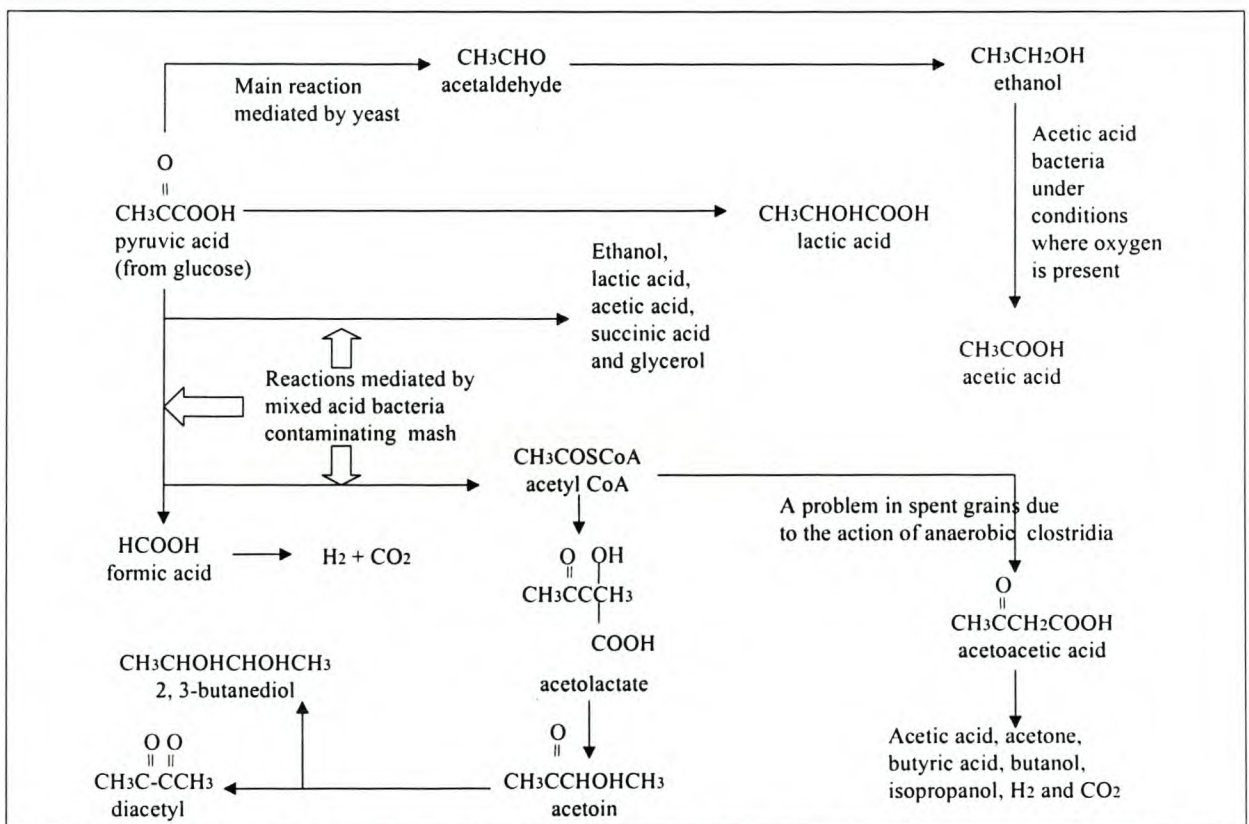 CH3CHO
acetaldehyde
CH3CH2OH
ethanol
Main reaction
mediated by yeast
Acetic acid
bacteria
under
conditions
where oxygen
is present
O
=
CH3CCOOH
pyruvic acid
(from glucose)
CH3CHOHCOOH
lactic acid
Ethanol,
lactic acid,
acetic acid,
succinic acid
and glycerol
CH3COOH
acetic acid
Reactions mediated by
mixed acid bacteria
contaminating mash
CH3COSCoA
acetyl CoA
A problem in spent grains due
to the action of anaerobic clostridia
HCOOH
formic acid
H2 + CO2
O OH
CH3CCCH3
COOH
acetolactate
O
CH3CCH2COOH
acetoacetic acid
CH3CHOHCHOHCH3
2, 3-butanediol
O O
CH3C-CCH3
diacetyl
O
CH3CCHOHCH3
acetoin
Acetic acid, acetone,
butyric acid, butanol,
isopropanol, H2 and CO2